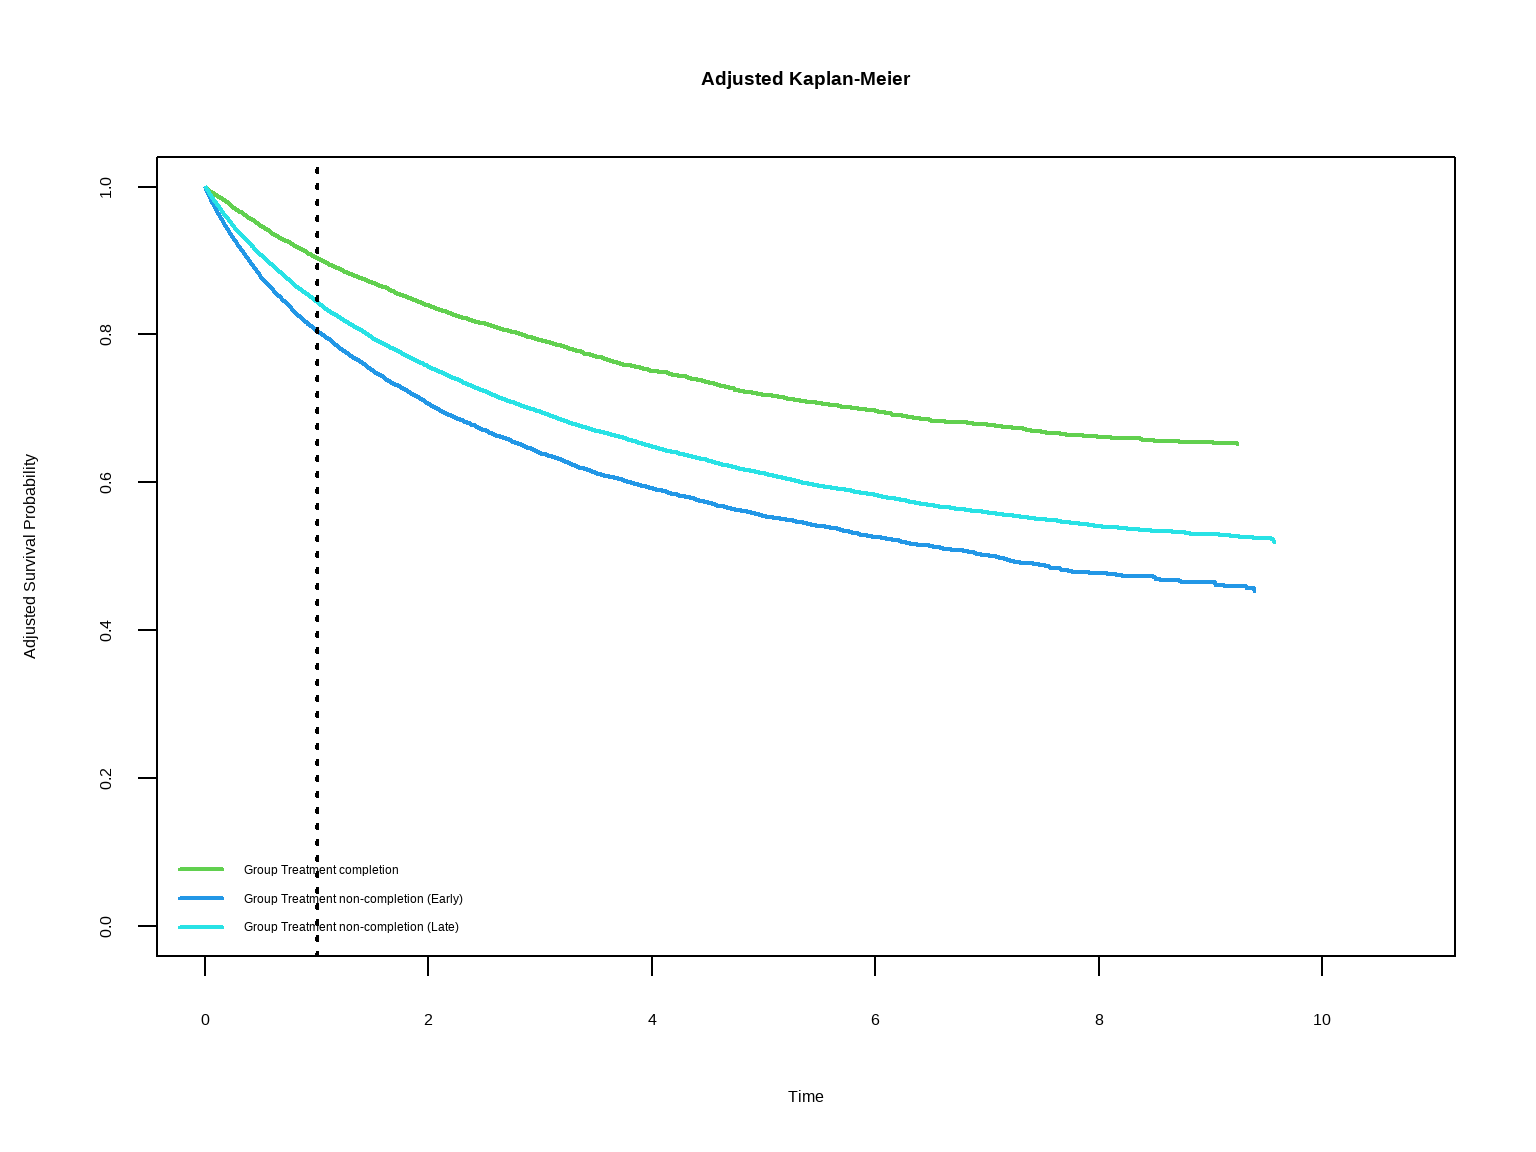 Adjusted Kaplan-Meier
Adjusted Survival Probability
1.0
0.8
0.6
0.4
0.2
0.0
Group Treatment completion
Group Treatment non-completion (Early)
Group Treatment non-completion (Late)
0 2 4 6 8 10
Time